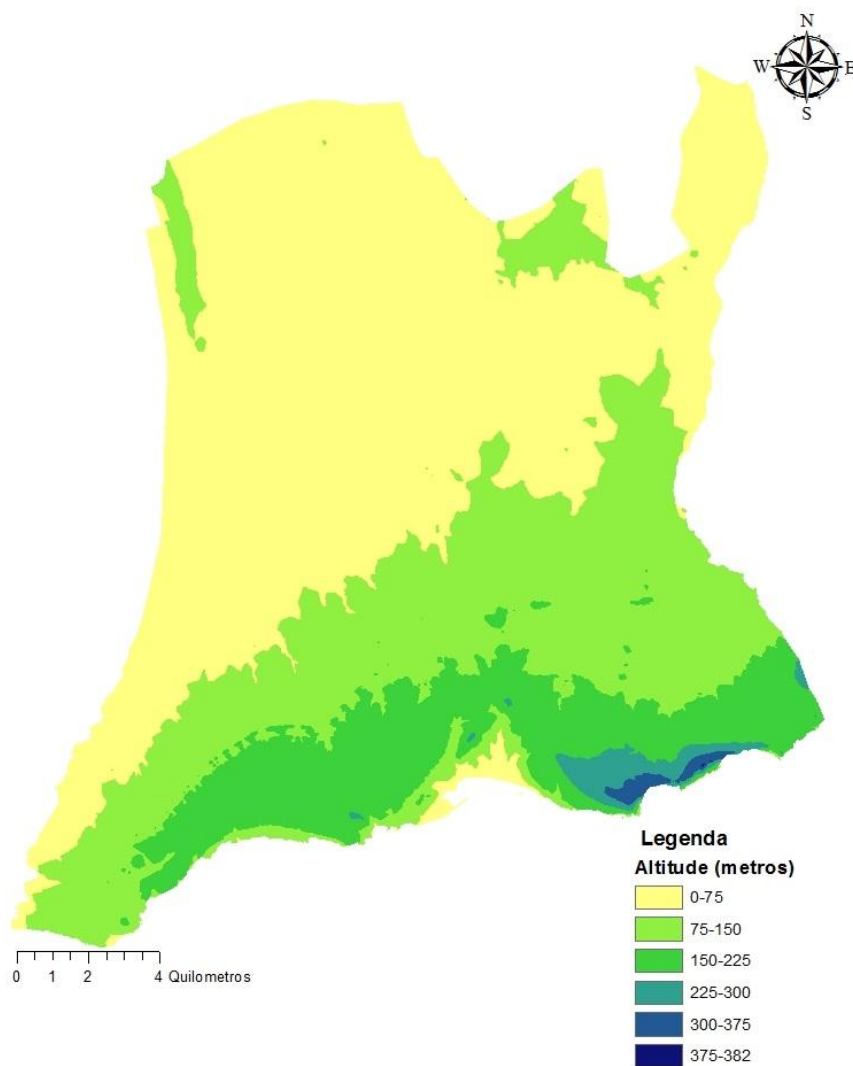 N
W E
S
Legenda
Altitude (metros)
0-75
75-150
150-225
225-300
300-375
375-382
0 1 2 4 Quilometros